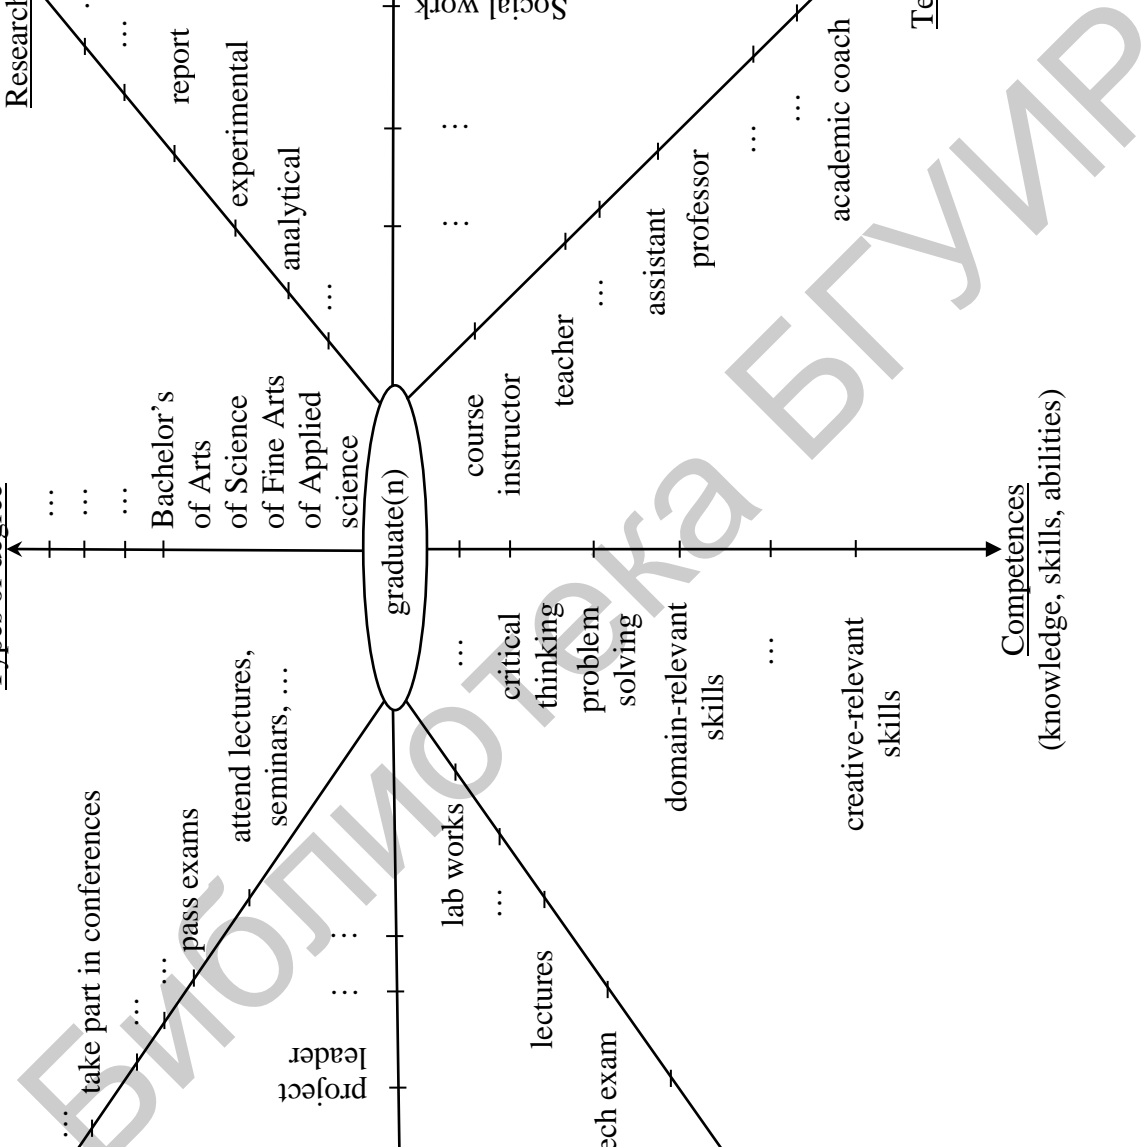 Research
report
experimental
analytical
…
…
Social work
…
…
…
…
…
Bachelor’s
of Arts
of Science
of Fine Arts
of Applied
science
graduate(n)
course
instructor
teacher
…
assistant
professor
…
…
academic coach
attend lectures,
seminars, …
pass exams
…
…
take part in conferences
…
…
…
project
leader
lab works
…
lectures
…
critical
thinking
problem
solving
domain-relevant
skills
…
creative-relevant
skills
Competences
(knowledge, skills, abilities)
Библиотека БГУИР